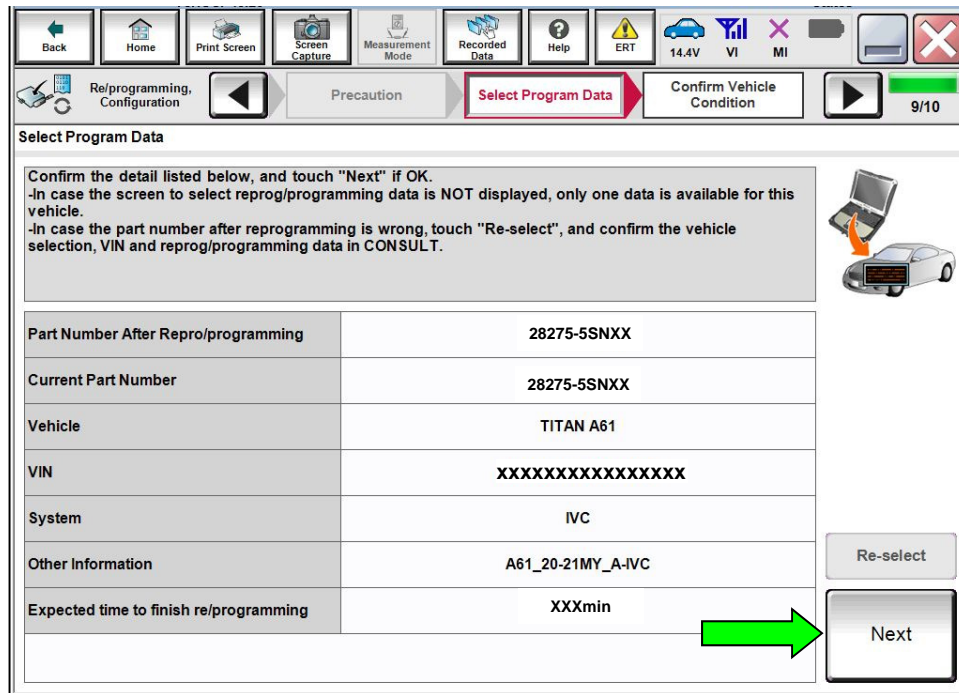 Back
Home
Print Screen
Screen
Capture
Measurement
Mode
Recorded
Data
Help
ERT
14.4V
VI
MI
Re/programming,
Configuration
Precaution
Select Program Data
Confirm Vehicle
Condition
9/10
Select Program Data
Confirm the detail listed below, and touch "Next" if OK.
-In case the screen to select reprog/programming data is NOT displayed, only one data is available for this
vehicle.
-In case the part number after reprogramming is wrong, touch "Re-select", and confirm the vehicle
selection, VIN and reprog/programming data in CONSULT.
Part Number After Repro/programming
28275-5SNXX
Current Part Number
28275-5SNXX
Vehicle
TITAN A61
VIN
XXXXXXXXXXXXXXXX
System
IVC
Other Information
A61_20-21MY_A-IVC
Expected time to finish re/programming
XXXmin
Re-select
Next